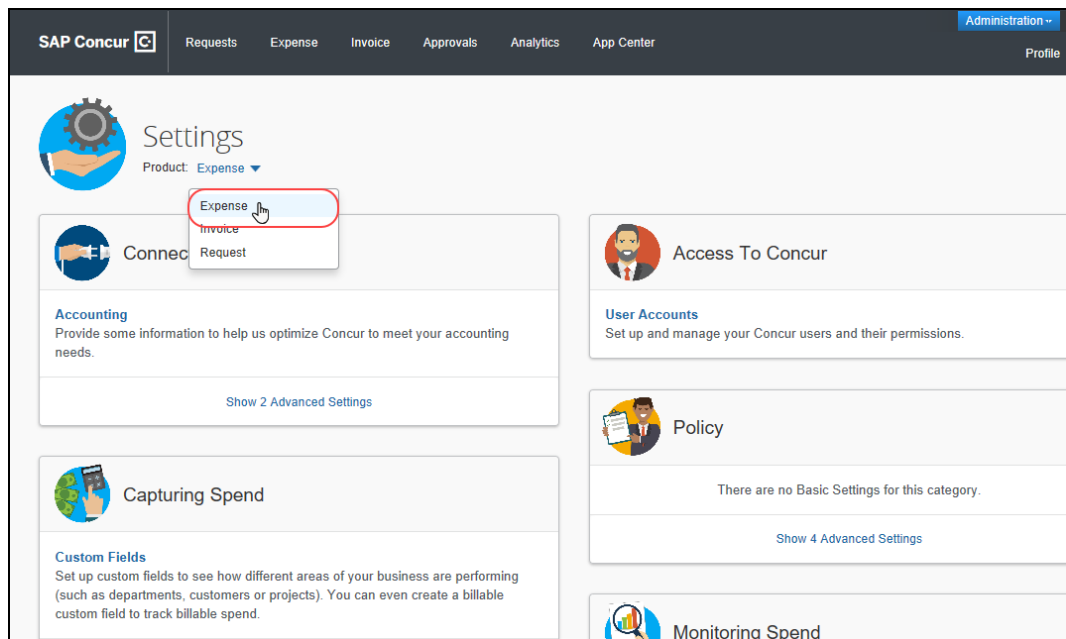 Administration
SAP Concur C Requests Expense Invoice Approvals Analytics App Center
Profile
Settings
Product: Expense
Expense
Invoice
Request
Connec
Accounting
Provide some information to help us optimize Concur to meet your accounting
needs.
Show 2 Advanced Settings
Capturing Spend
Custom Fields
Set up custom fields to see how different areas of your business are performing
(such as departments, customers or projects). You can even create a billable
custom field to track billable spend.
Access To Concur
User Accounts
Set up and manage your Concur users and their permissions.
Policy
There are no Basic Settings for this category.
Show 4 Advanced Settings
Monitoring Spend